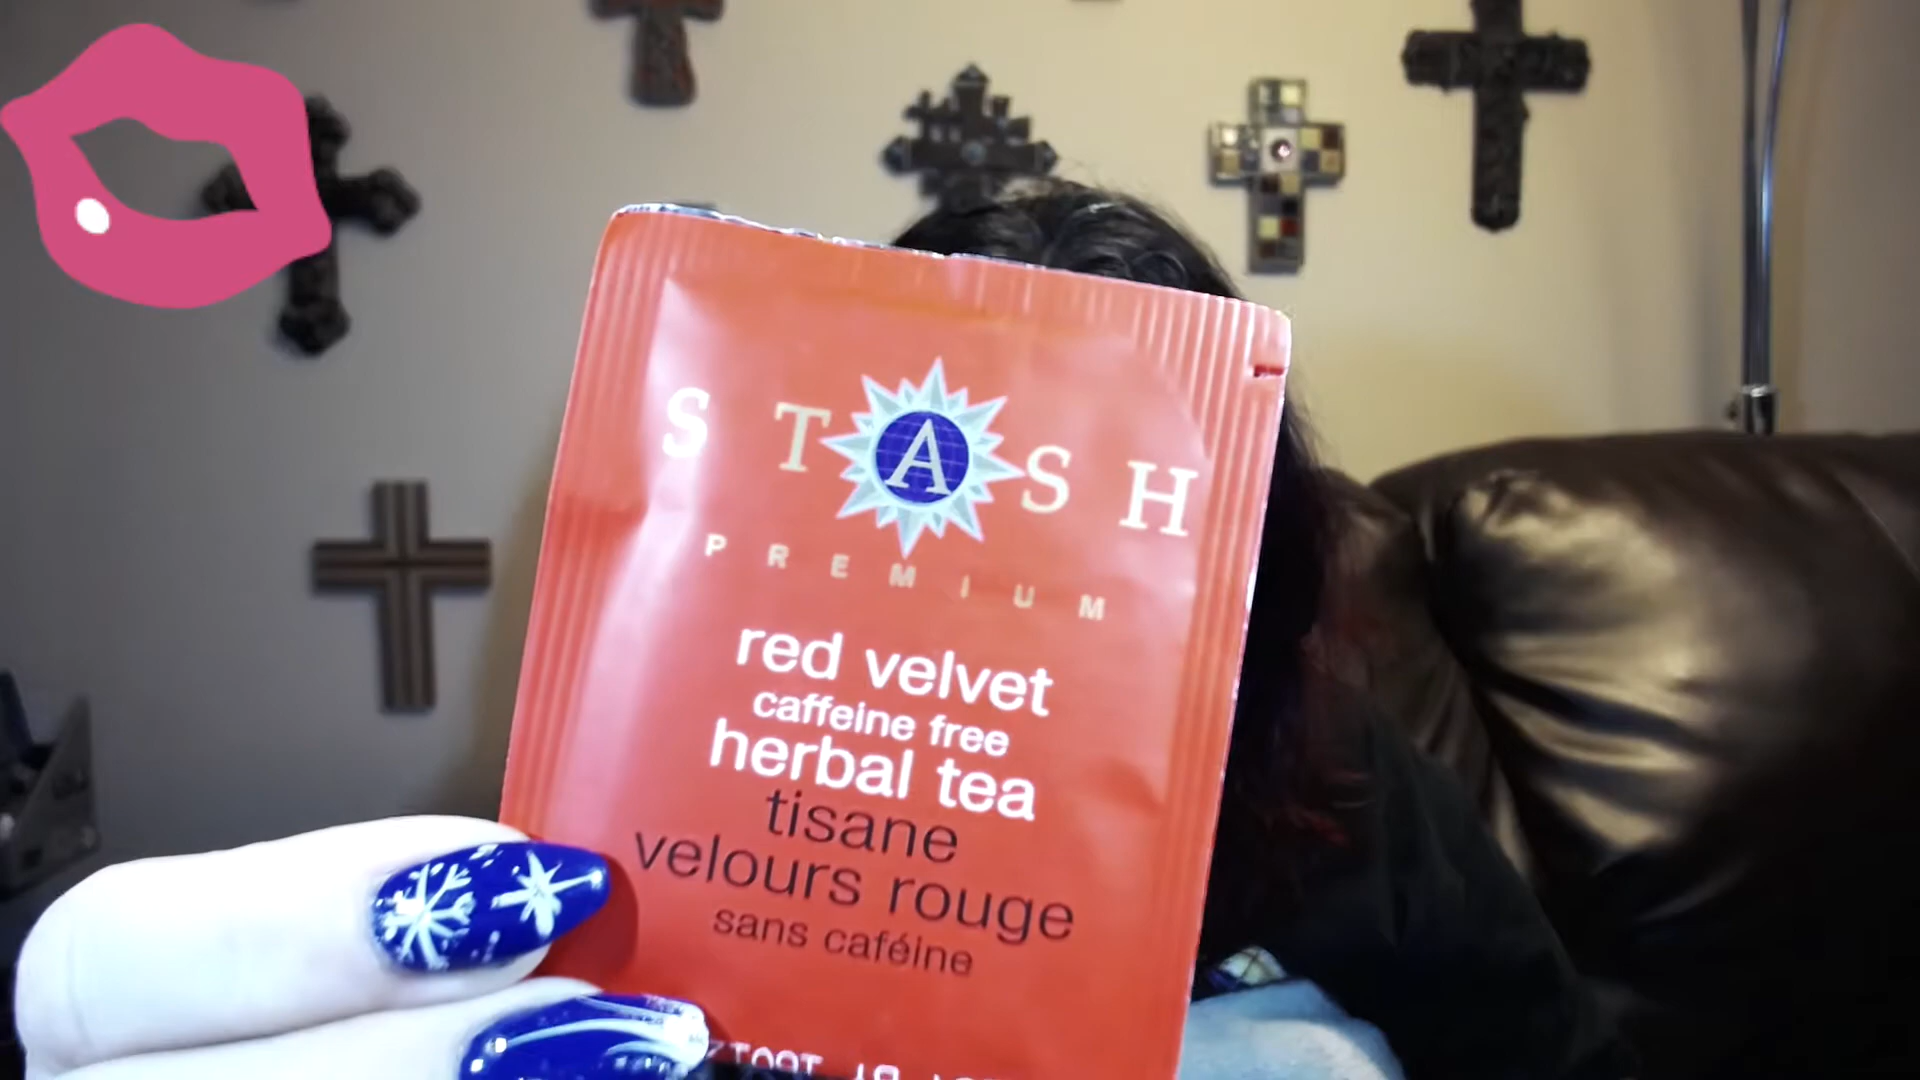 STASH
PREMIUM
red velvet
caffeine free
herbal tea
tisane
velours rouge
sans caféine